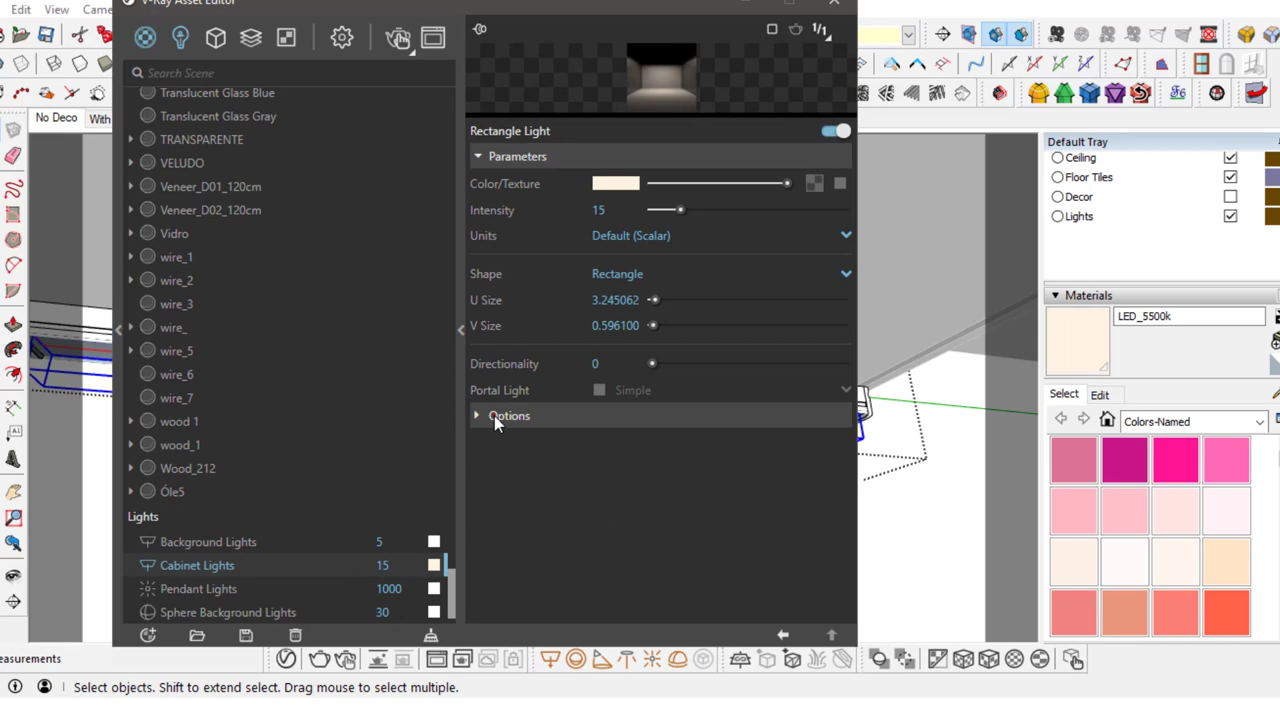 Edit View Came
V-Ray Asset Editor
Search Scene
Translucent Glass Blue
Translucent Glass Gray
TRANSPARENTE
VELUDO
Veneer_D01_120cm
Veneer_D02_120cm
Vidro
wire_1
wire_2
wire_3
wire_
wire_5
wire_6
wire_7
wood 1
wood_1
Wood_212
Óle5
Lights
Background Lights 5
Cabinet Lights 15
Pendant Lights 1000
Sphere Background Lights 30
1/1
Rectangle Light
Parameters
Color/Texture
Intensity 15
Units Default (Scalar)
Shape Rectangle
U Size 3.245062
V Size 0.596100
Directionality 0
Portal Light Simple
Options
No Deco With
Default Tray
Ceiling
Floor Tiles
Decor
Lights
Materials
LED_5500k
Select Edit
Colors-Named
easurements
Select objects. Shift to extend select. Drag mouse to select multiple.